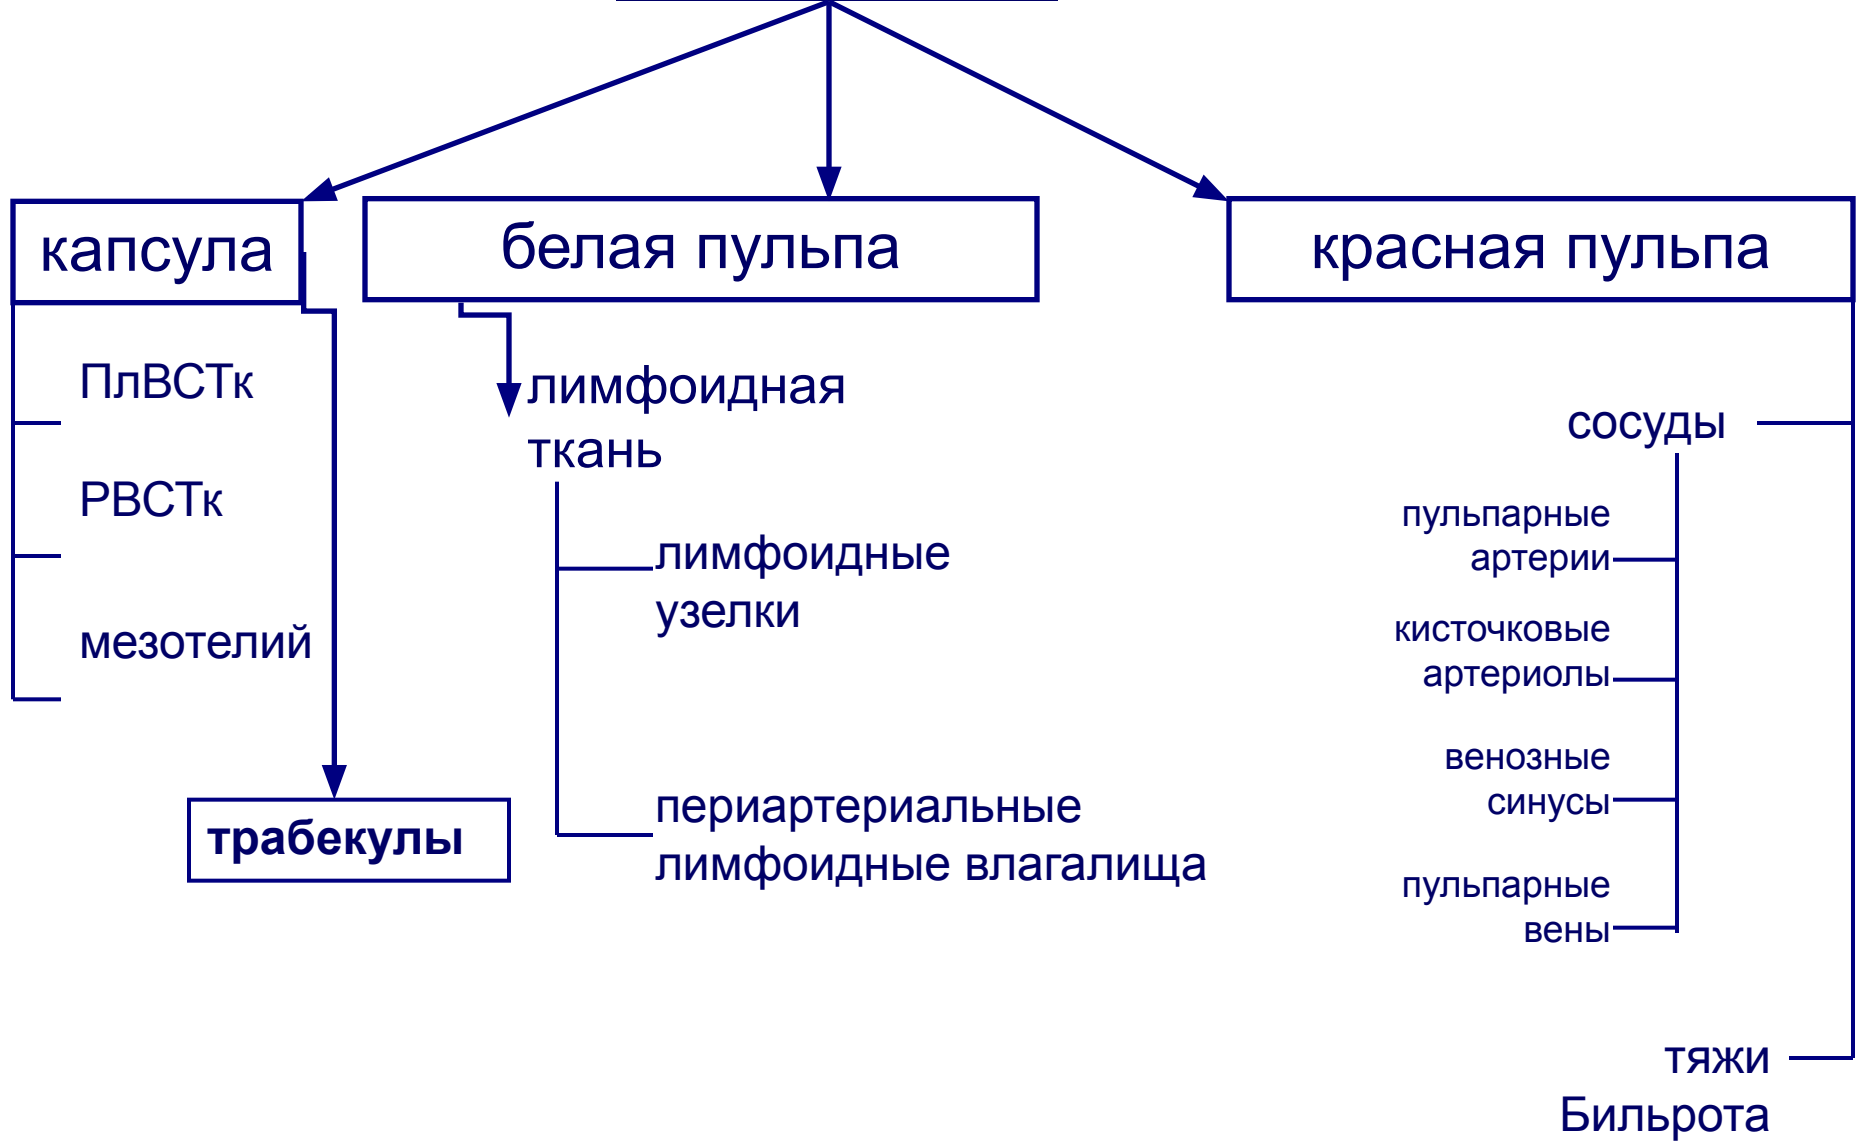 капсула
белая пульпа
красная пульпа
ПлВСТк
РВСТк
мезотелий
трабекулы
лимфоидная
ткань
лимфоидные
узелки
периартериальные
лимфоидные влагалища
сосуды
пульпарные
артерии
кисточковые
артериолы
венозные
синусы
пульпарные
вены
тяжи
Бильрота